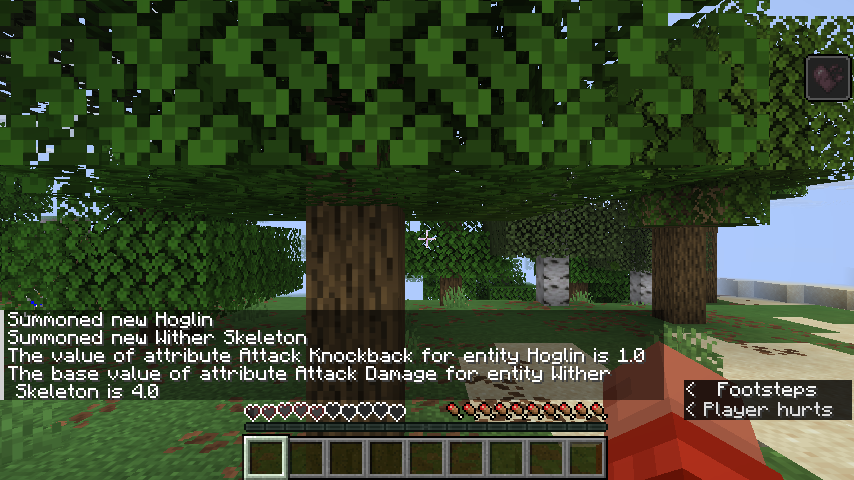 Summoned new Hoglin
Summoned new Wither Skeleton
The value of attribute Attack Knockback for entity Hoglin is 1.0
The base value of attribute Attack Damage for entity Wither
Skeleton is 4.0
< Footsteps
< Player hurts